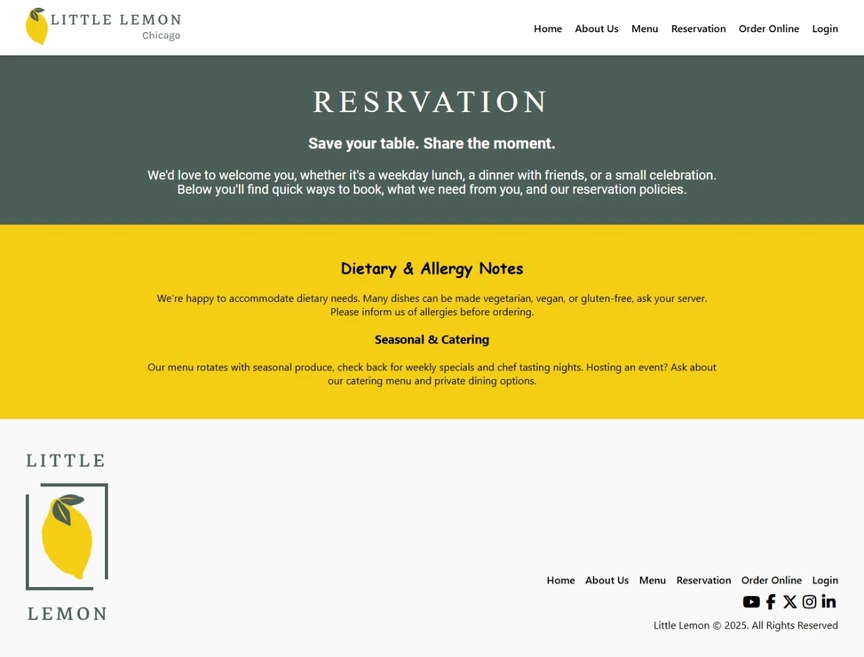 LITTLE LEMON
Chicago
Home About Us Menu Reservation Order Online Login
RESRVATION
Save your table. Share the moment.
We'd love to welcome you, whether it's a weekday lunch, a dinner with friends, or a small celebration.
Below you'll find quick ways to book, what we need from you, and our reservation policies.
Dietary & Allergy Notes
We're happy to accommodate dietary needs. Many dishes can be made vegetarian, vegan, or gluten-free, ask your server.
Please inform us of allergies before ordering.
Seasonal & Catering
Our menu rotates with seasonal produce, check back for weekly specials and chef tasting nights. Hosting an event? Ask about
our catering menu and private dining options.
LITTLE
LEMON
Home About Us Menu Reservation Order Online Login
Little Lemon © 2025. All Rights Reserved